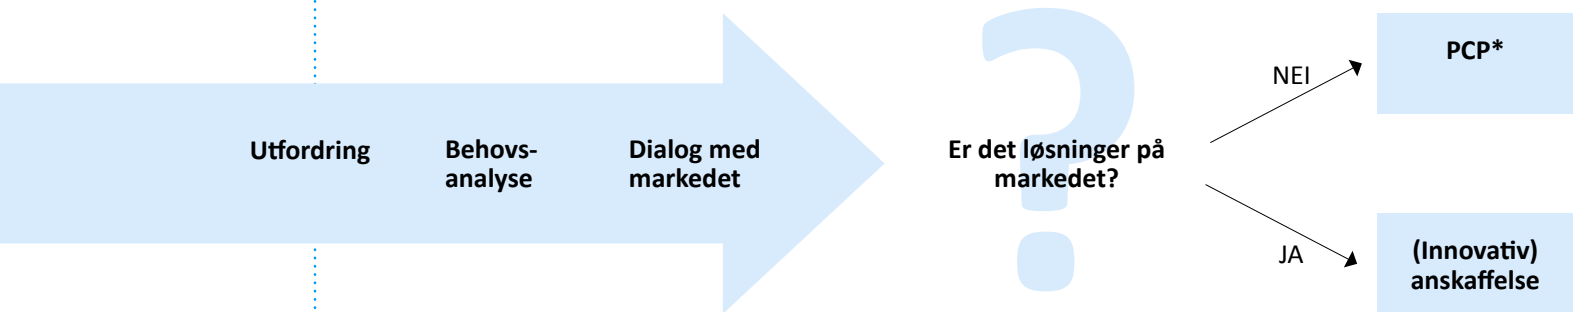 Utfordring
Behovs-
analyse
Dialog med
markedet
?
Er det løsninger på
markedet?
NEI
PCP*
JA
(Innovativ)
anskaffelse